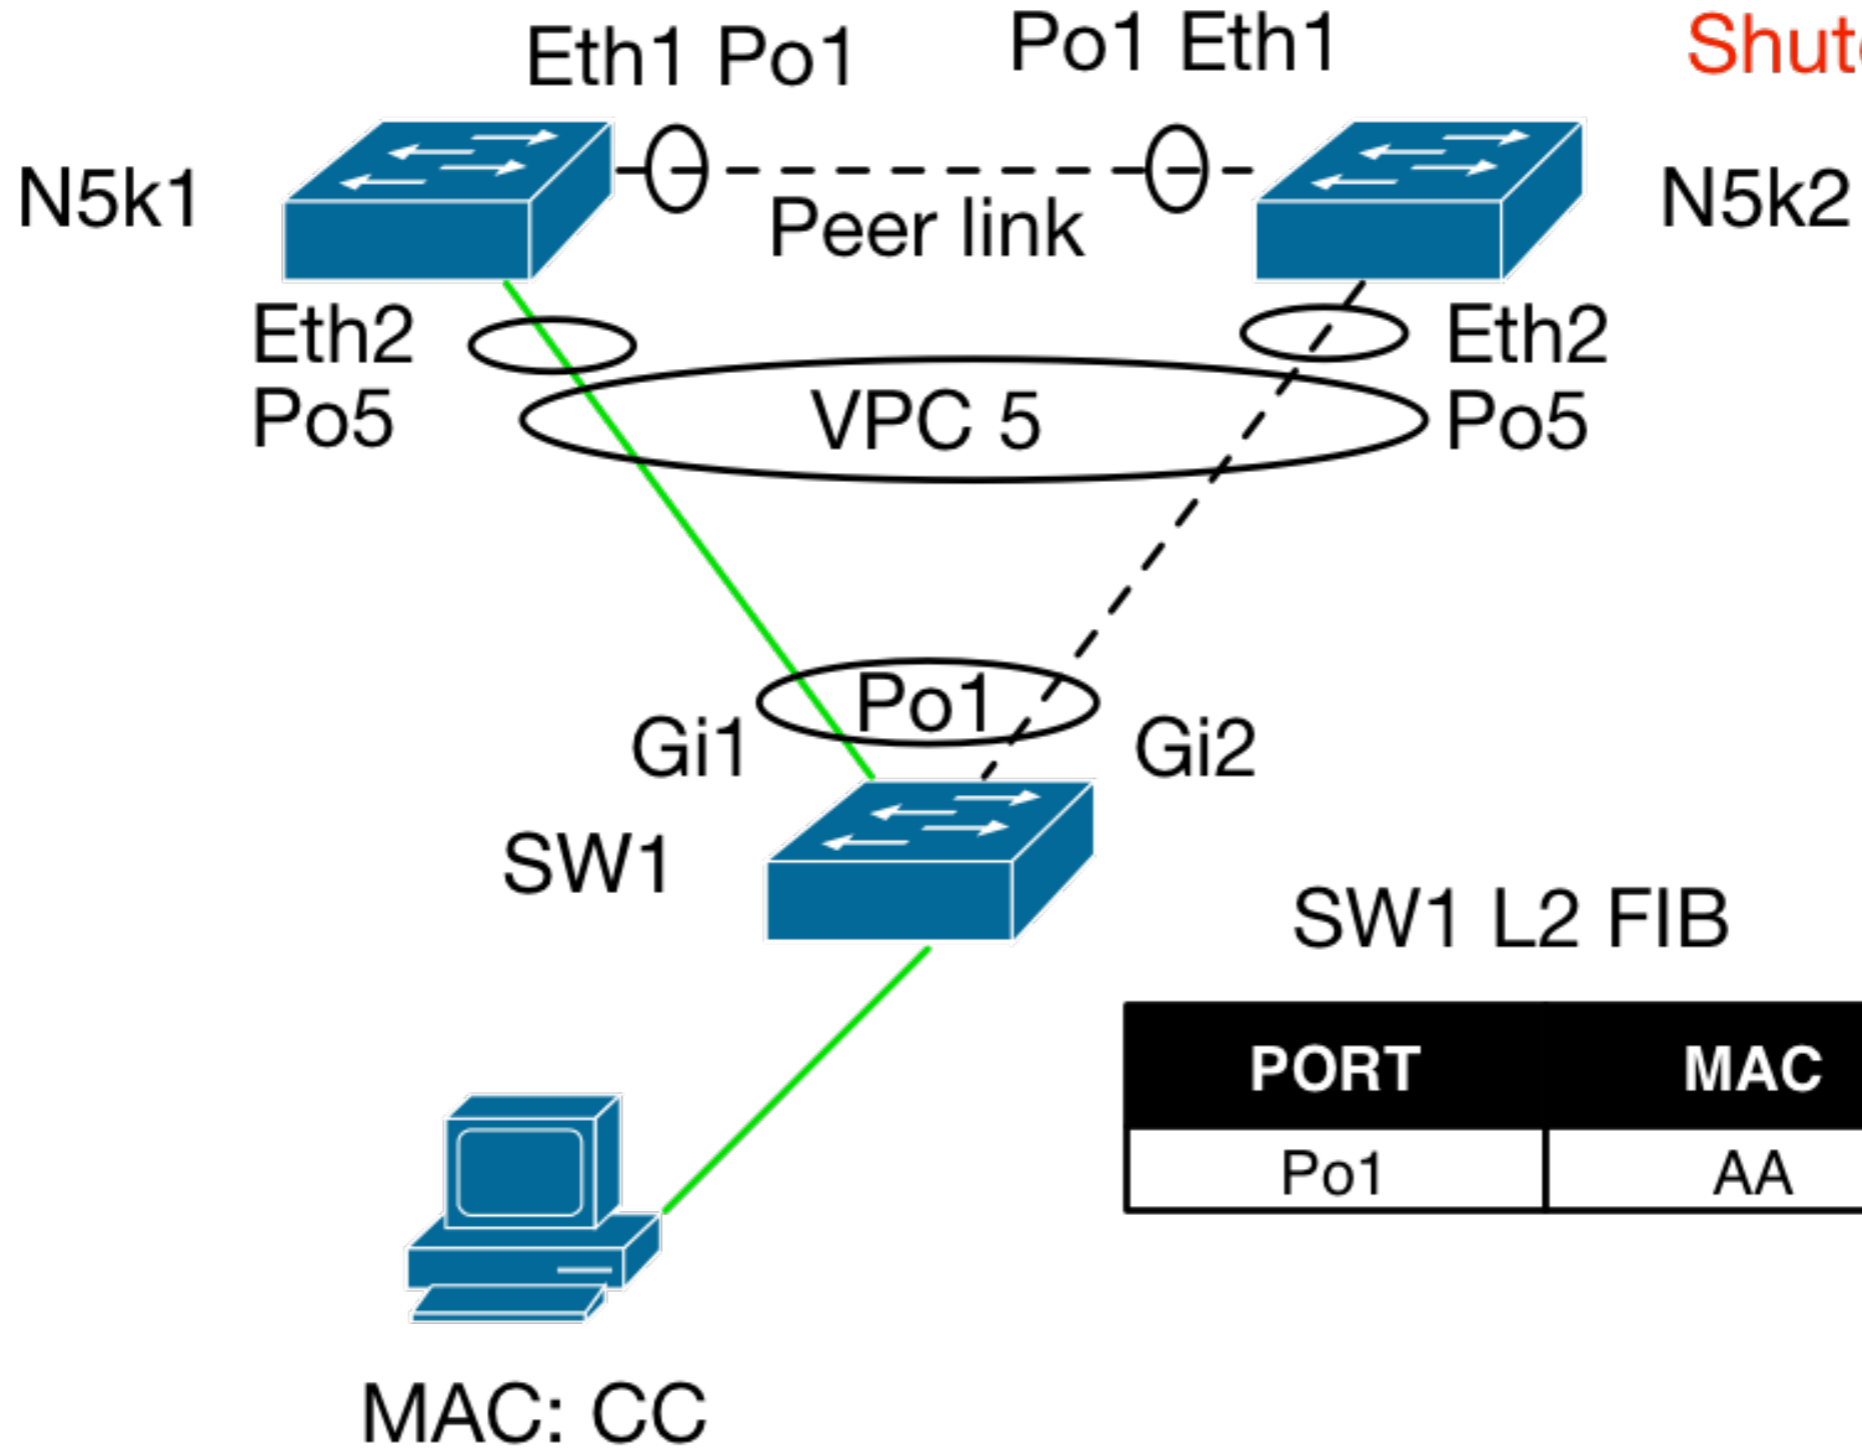 Eth1 Po1
Po1 Eth1
N5k1
Peer link
N5k2
Eth2
Po5
VPC 5
Eth2
Po5
Po1
Gi1
Gi2
SW1
SW1 L2 FIB
PORT MAC
Po1 AA
MAC: CC